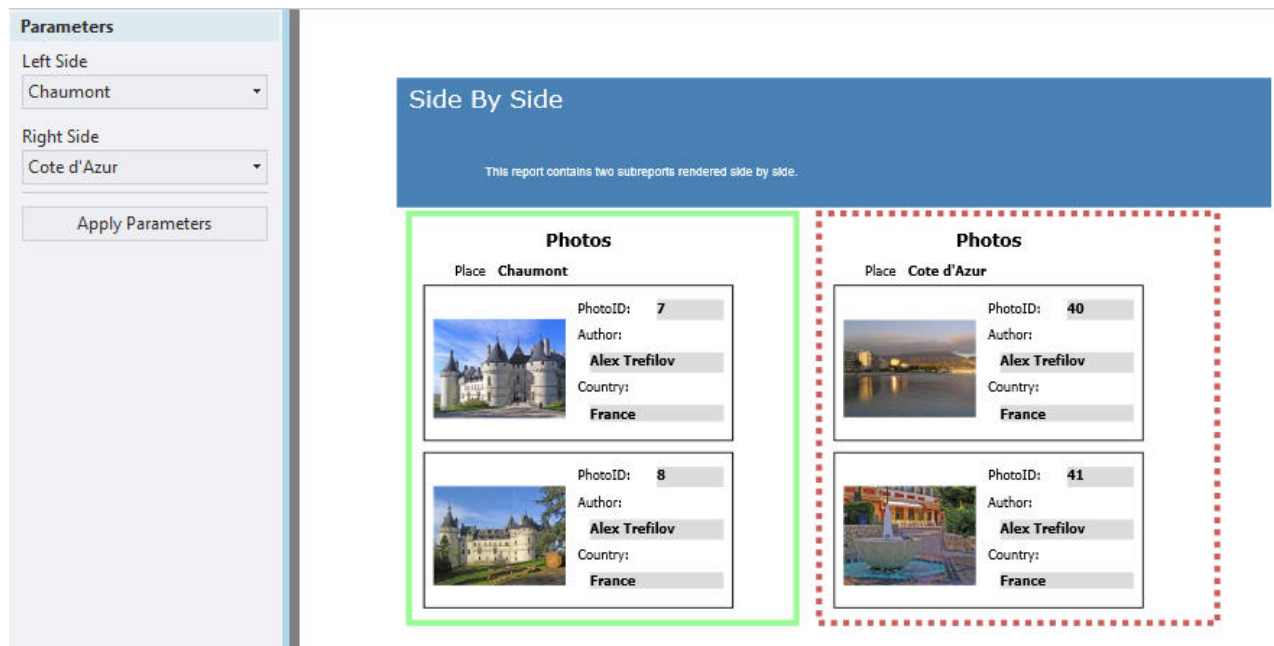 Parameters
Left Side
Chaumont
Right Side
Cote d'Azur
Apply Parameters
Side By Side
This report contains two subreports rendered side by side.
Photos
Place Chaumont
PhotoID: 7
Author:
Alex Trefilov
Country:
France
PhotoID: 8
Author:
Alex Trefilov
Country:
France
Photos
Place Cote d'Azur
PhotoID: 40
Author:
Alex Trefilov
Country:
France
PhotoID: 41
Author:
Alex Trefilov
Country:
France